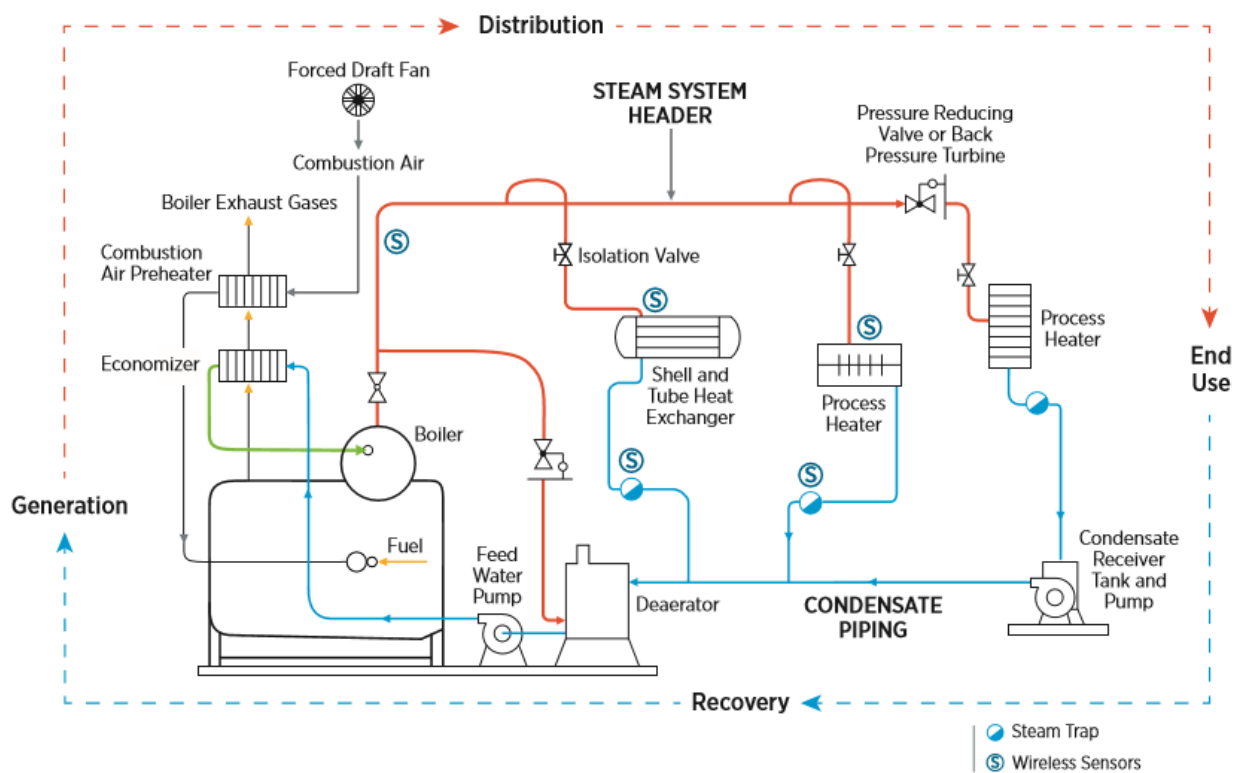 Distribution
Forced Draft Fan
STEAM SYSTEM
HEADER
Pressure Reducing
Valve or Back
Pressure Turbine
Combustion Air
Boiler Exhaust Gases
Combustion
Air Preheater
S
Isolation Valve
S
S
Process
Heater
Economizer
Shell and
Tube Heat
Exchanger
Process
Heater
End
Use
Boiler
S
S
Generation
Fuel
Feed
Water
Pump
Deaerator
CONDENSATE
PIPING
Condensate
Receiver
Tank and
Pump
Recovery
Steam Trap
S Wireless Sensors